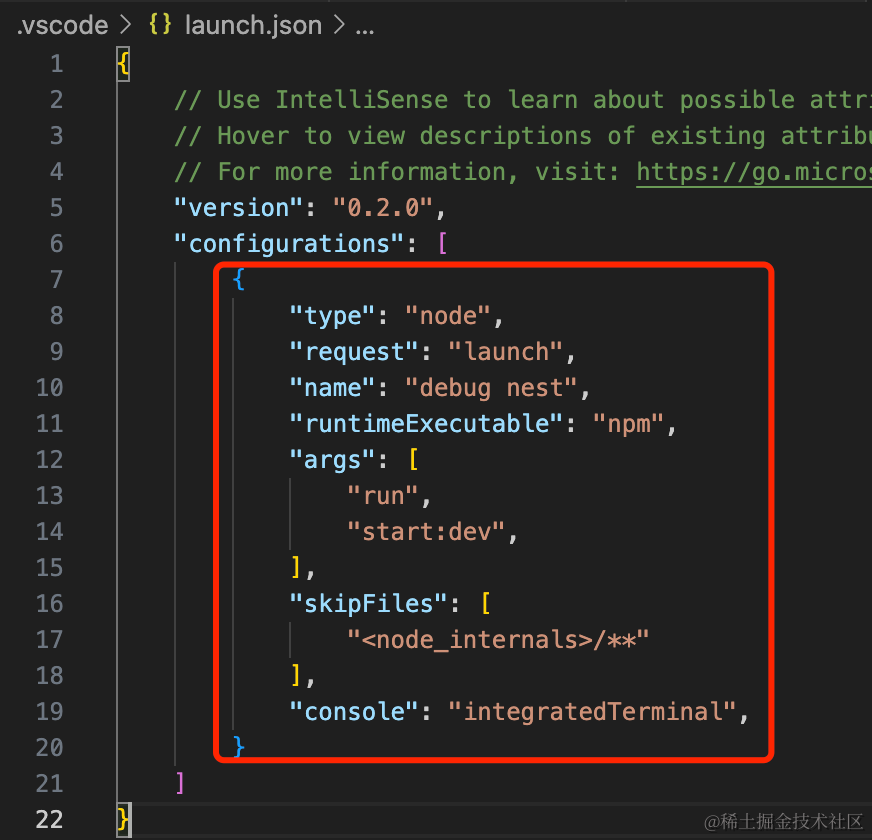 .vscode > {} launch.json > ...
1 {
2 // Use IntelliSense to learn about possible
3 // Hover to view descriptions of existing
4 // For more information, visit: https://go.micros
5 "version": "0.2.0",
6 "configurations": [
7 {
8 "type": "node",
9 "request": "launch",
10 "name": "debug nest",
11 "runtimeExecutable": "npm",
12 "args": [
13 "run",
14 "start:dev",
15 ],
16 "skipFiles": [
17 "<node_internals>/**"
18 ],
19 "console": "integratedTerminal",
20 }
21 ]
22 }
@稀土掘金技术社区